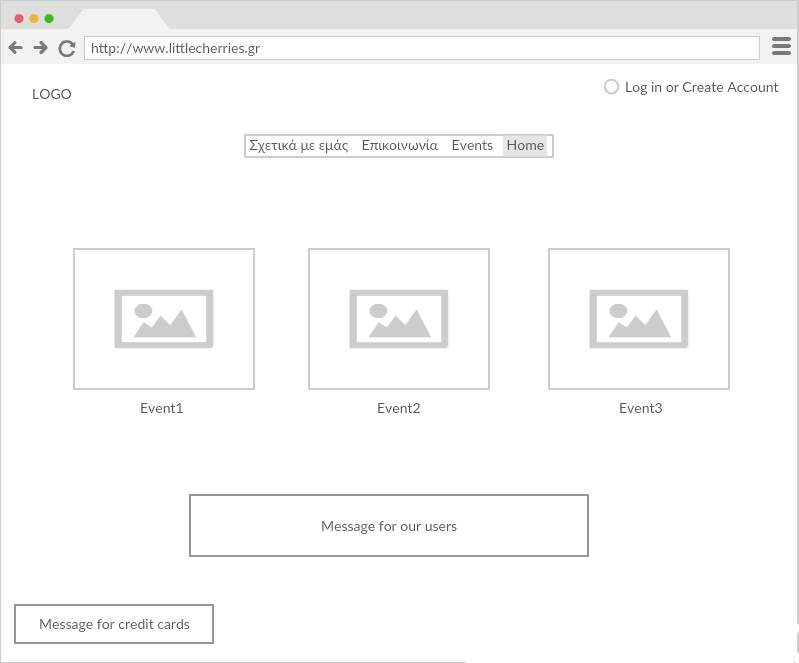 http://www.littlecherries.gr
LOGO
Log in or Create Account
Σχετικά με εμάς Επικοινωνία Events Home
Event1 Event2 Event3
Message for our users
Message for credit cards